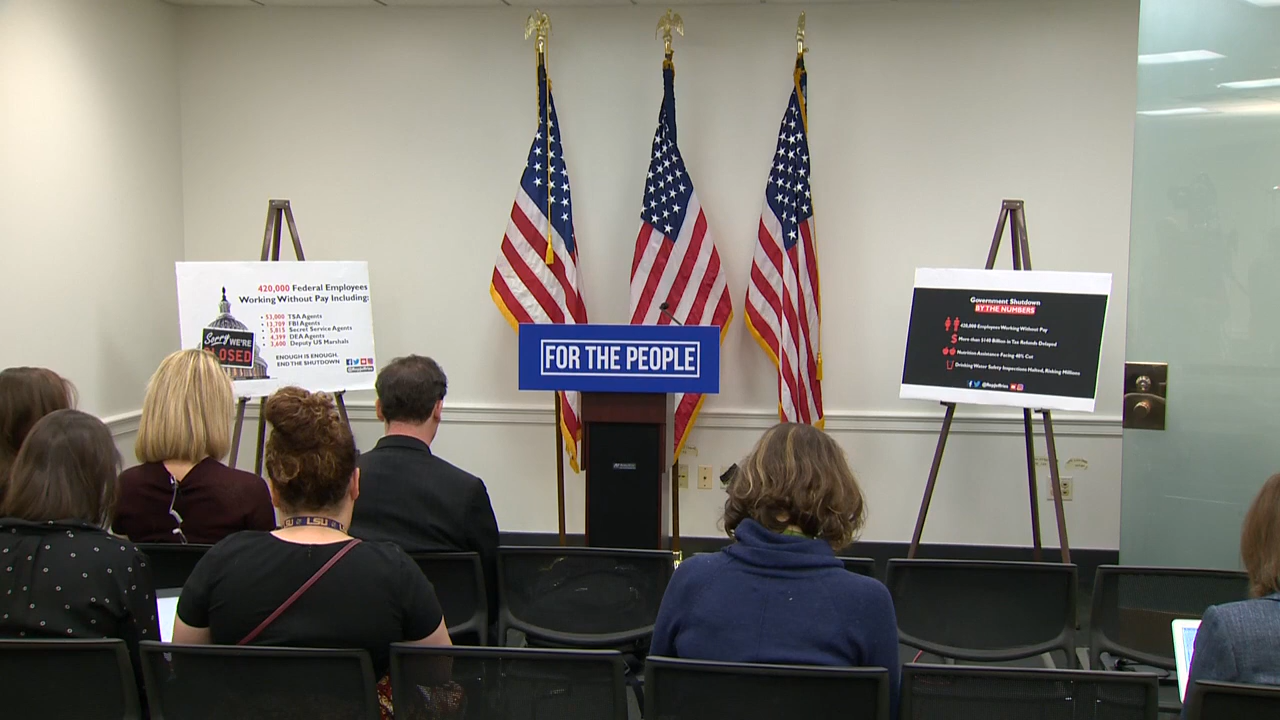 420,000 Federal Employees
Working Without Pay Including:
• 53,000 TSA Agents
• 13,709 FBI Agents
• 5,815 Secret Service Agents
• 4,399 DEA Agents
• 3,600 Deputy US Marshals
Sorry WE'RE
CLOSED
ENOUGH IS ENOUGH.
END THE SHUTDOWN
@RepJeffries
FOR THE PEOPLE
Government Shutdown
BY THE NUMBERS
420,000 Employees Working Without Pay
More than $140 Billion in Tax Refunds Delayed
Nutrition Assistance Facing 40% Cut
Drinking Water Safety Inspections Halted, Risking Millions
@RepJeffries
LSU